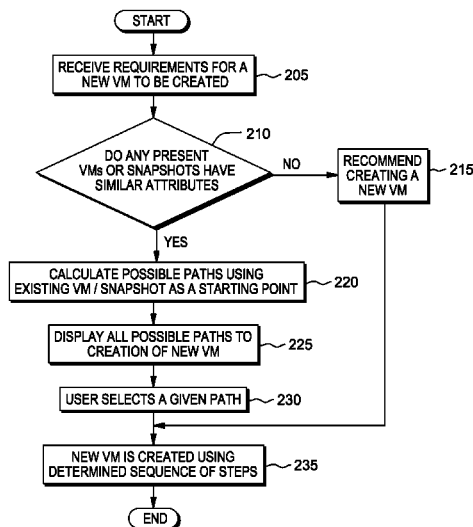 START
RECEIVE REQUIREMENTS FOR A
NEW VM TO BE CREATED
205
210
DO ANY PRESENT
VMs OR SNAPSHOTS HAVE
SIMILAR ATTRIBUTES
NO
RECOMMEND
CREATING A
NEW VM
215
YES
CALCULATE POSSIBLE PATHS USING
EXISTING VM / SNAPSHOT AS A STARTING POINT
220
DISPLAY ALL POSSIBLE PATHS TO
CREATION OF NEW VM
225
USER SELECTS A GIVEN PATH
230
NEW VM IS CREATED USING
DETERMINED SEQUENCE OF STEPS
235
END